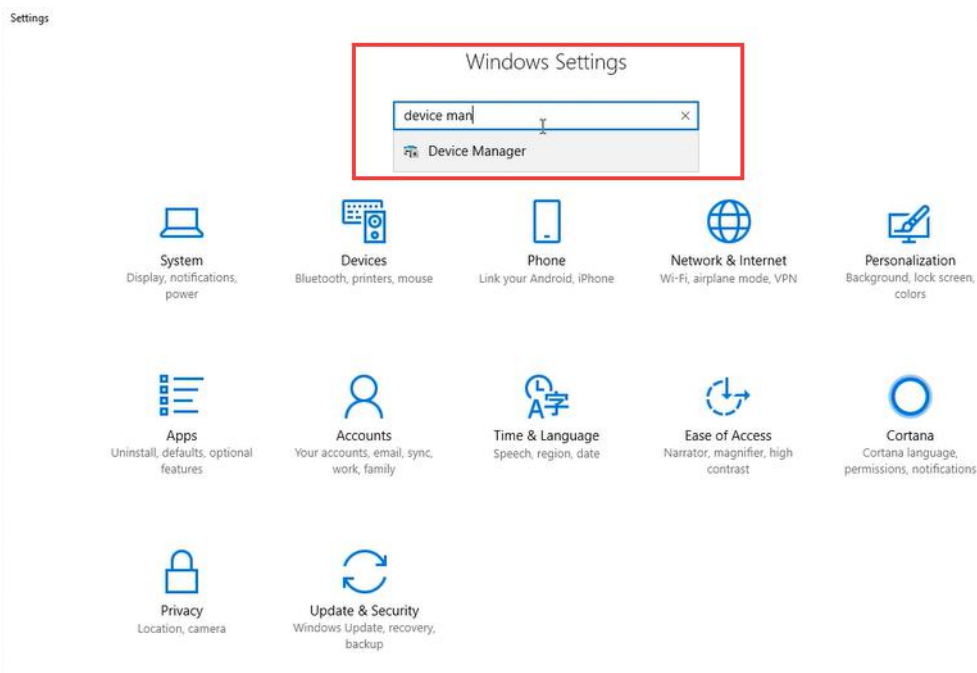 Settings
Windows Settings
device man
Device Manager
System
Display, notifications,
power
Devices
Bluetooth, printers, mouse
Phone
Link your Android, iPhone
Network & Internet
Wi-Fi, airplane mode, VPN
Personalization
Background, lock screen,
colors
Apps
Uninstall, defaults, optional
features
Accounts
Your accounts, email, sync,
work, family
A字
Time & Language
Speech, region, date
Ease of Access
Narrator, magnifier, high
contrast
Cortana
Cortana language,
permissions, notifications
Privacy
Location, camera
Update & Security
Windows Update, recovery,
backup